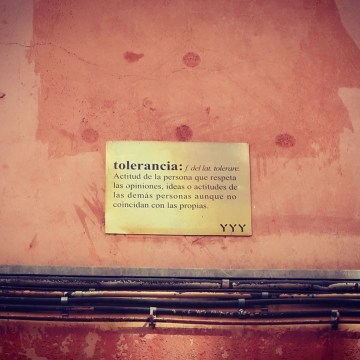 tolerancia: f. del lat. tolerare.
Actitud de la persona que respeta
las opiniones, ideas o actitudes de
las demás personas aunque no
coincidan con las propias.
YYY